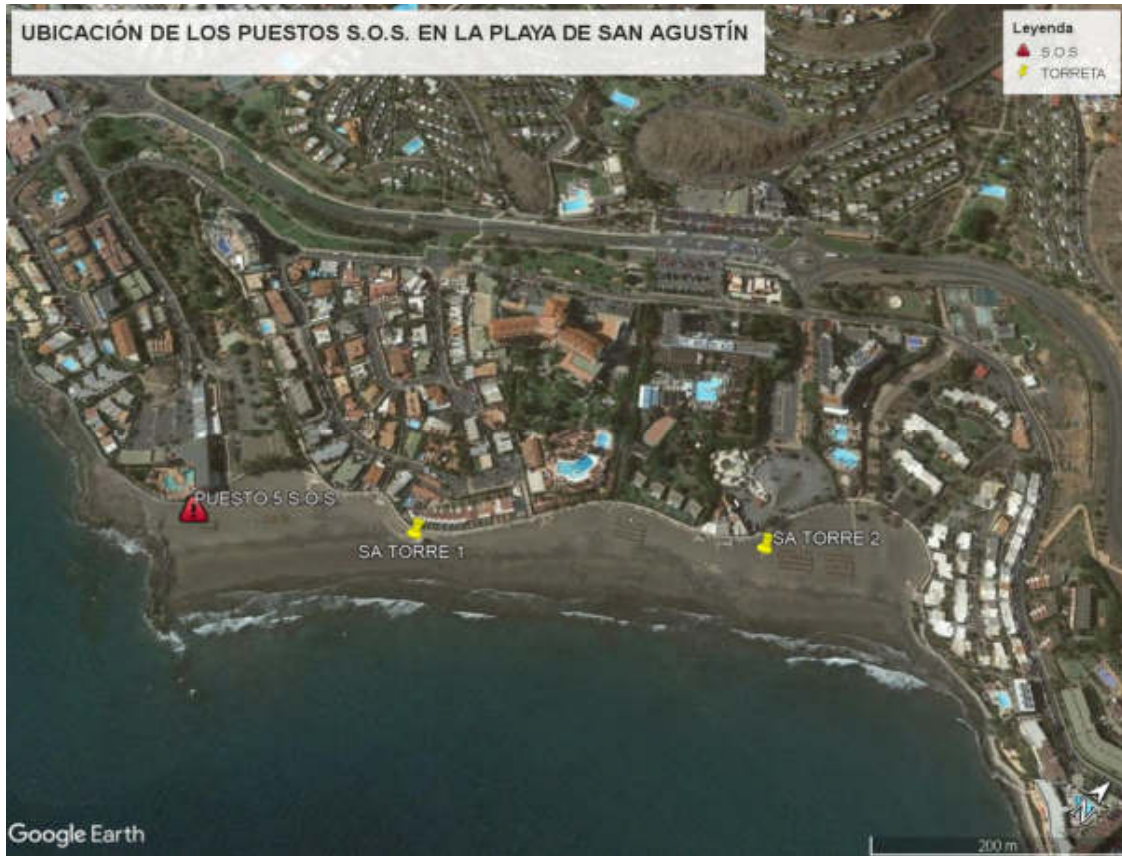 UBICACIÓN DE LOS PUESTOS S.O.S. EN LA PLAYA DE SAN AGUSTÍN
Leyenda
S.O.S
TORRETA
PUESTO 5 S.O.S.
SA TORRE 1
SA TORRE 2
Google Earth
200 m